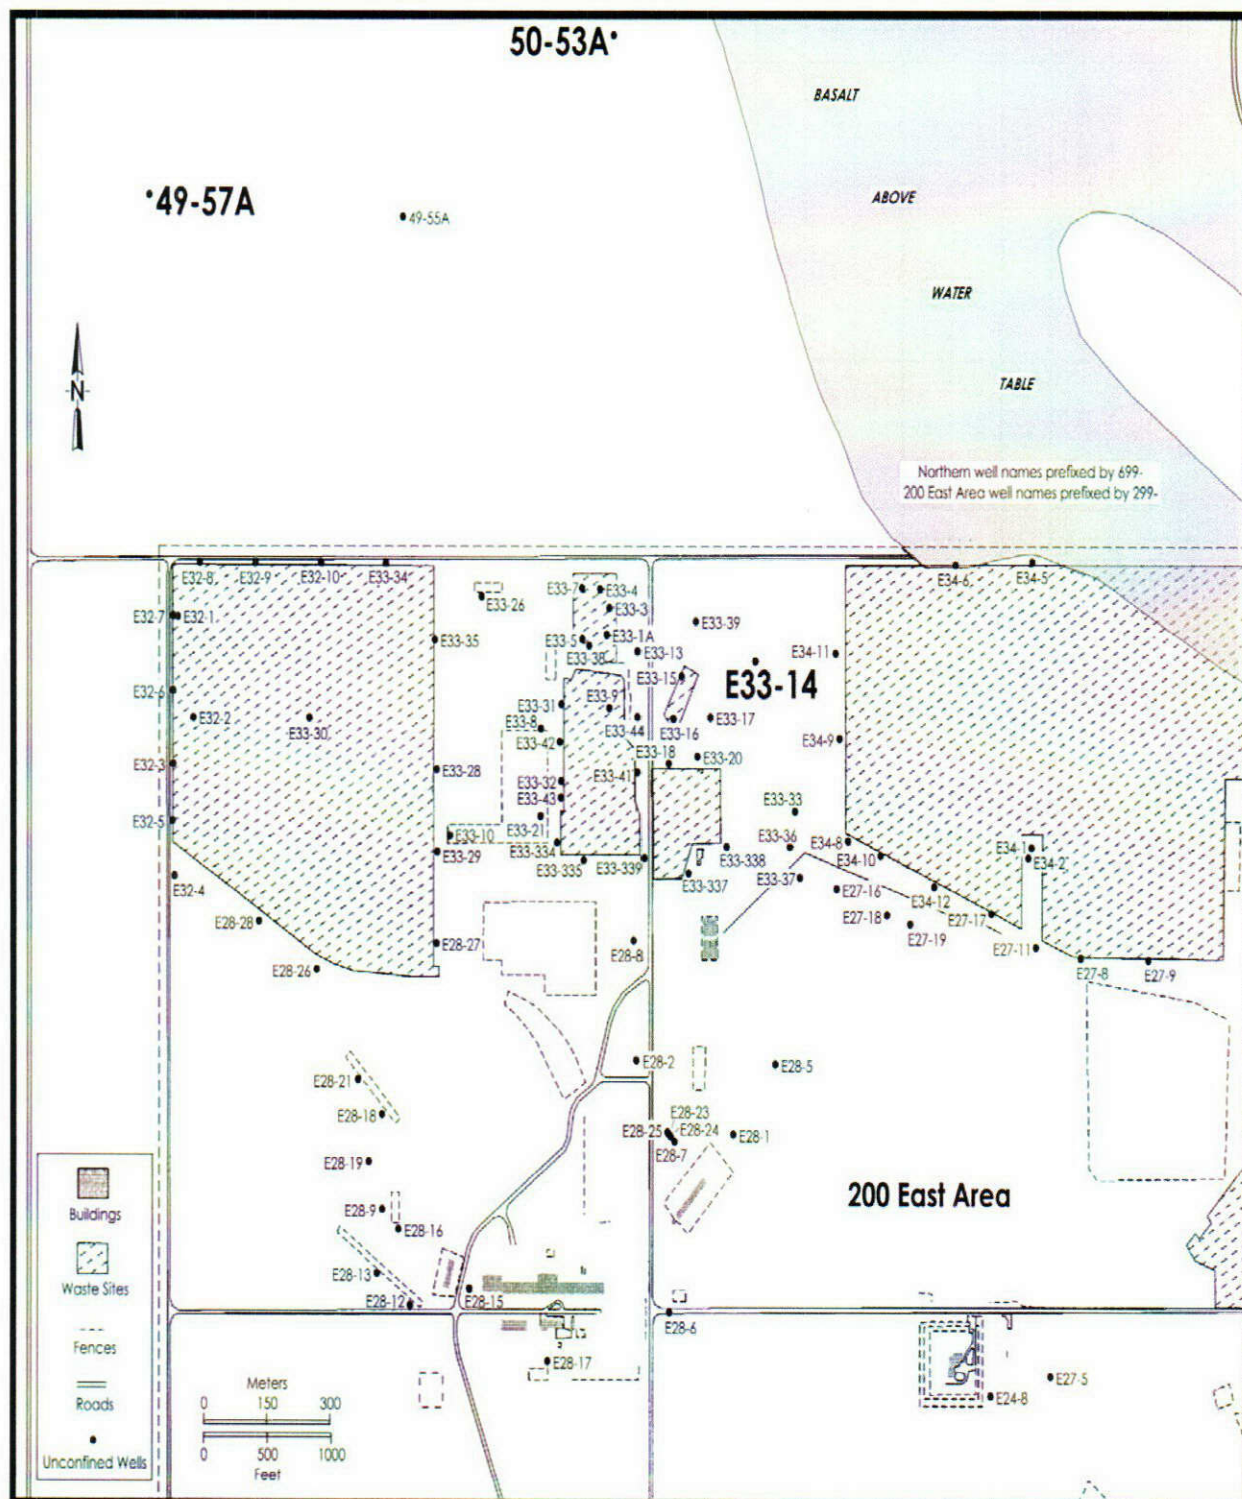 50-53A
BASALT
49-57A
49-55A
ABOVE
WATER
N
TABLE
Northern well names prefixed by 699-
200 East Area well names prefixed by 299-
E32-8
E32-9
E32-10
E33-34
E33-7
E33-4
E34-6
E34-5
E33-26
E33-3
E32-7
E32-1
E33-39
E33-35
E33-5
E33-1A
E33-38
E33-13
E34-11
E33-15
E33-14
E32-6
E33-31
E33-9
E32-2
E33-30
E33-8
E33-44
E33-16
E33-17
E33-42
E34-9
E33-18
E33-20
E32-3
E33-28
E33-41
E33-32
E33-43
E33-33
E32-5
E33-21
E33-10
E33-334
E33-36
E34-8
E34-1
E33-29
E33-335
E33-339
E33-338
E34-10
E34-2
E32-4
E33-337
E33-37
E27-16
E34-12
E28-28
E27-18
E27-17
E27-19
E28-27
E28-8
E27-11
E28-26
E27-8
E27-9
E28-2
E28-5
E28-21
E28-18
E28-23
E28-25
E28-24
E28-1
E28-7
E28-19
200 East Area
E28-9
E28-16
Buildings
E28-13
Waste Sites
E28-12
E28-15
E28-6
Fences
E28-17
Meters
E27-5
0 150 300
E24-8
Roads
0 500 1000
Unconfined Wells
Feet